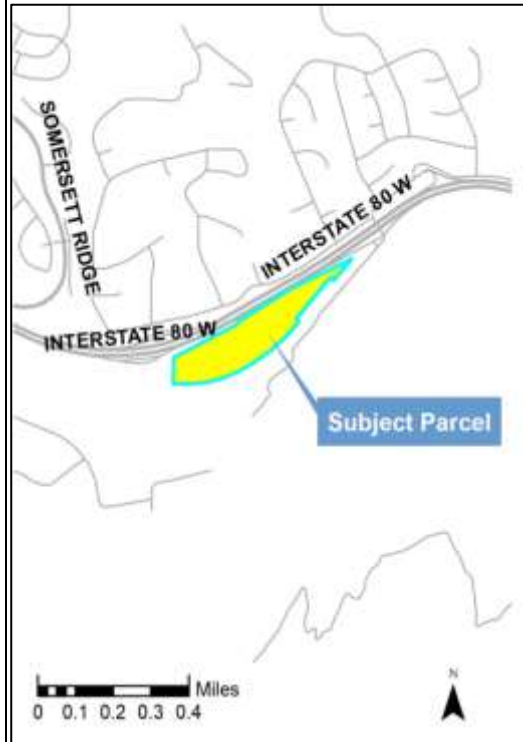 SOMERSETT RIDGE
INTERSTATE 80 W
INTERSTATE 80 W
Subject Parcel
Miles
0 0.1 0.2 0.3 0.4
N